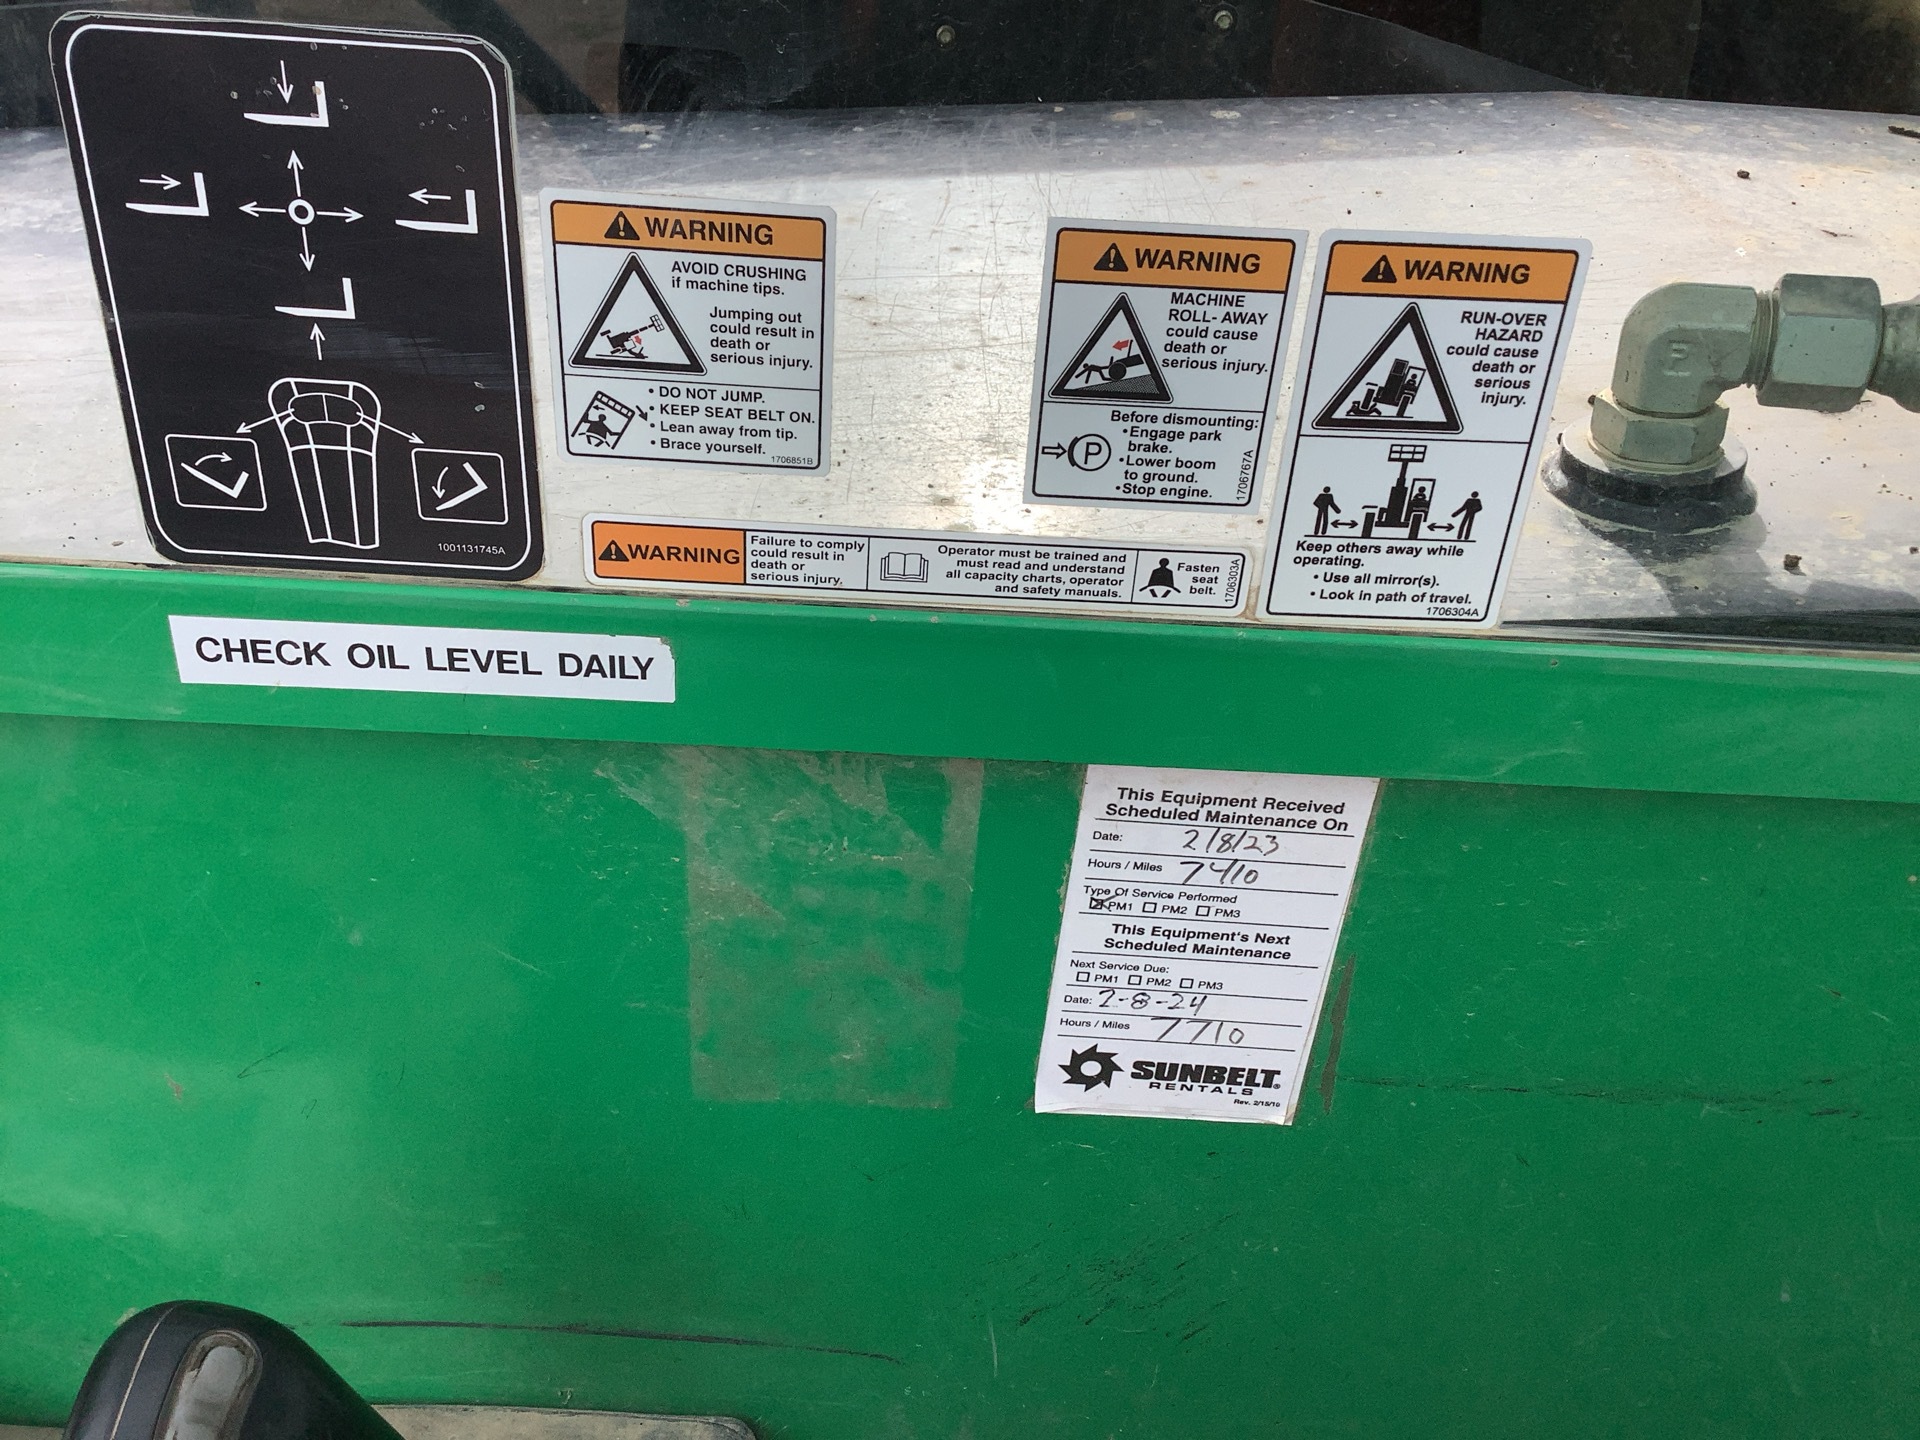 1001131745A
WARNING
AVOID CRUSHING
if machine tips.
Jumping out
could result in
death or
serious injury.
• DO NOT JUMP.
• KEEP SEAT BELT ON.
• Lean away from tip.
• Brace yourself.
1706851B
WARNING
MACHINE
ROLL- AWAY
could cause
death or
serious injury.
Before dismounting:
•Engage park
brake.
•Lower boom
to ground.
•Stop engine.
P
1706767A
WARNING
RUN-OVER
HAZARD
could cause
death or
serious
injury.
Keep others away while
operating.
• Use all mirror(s).
• Look in path of travel.
1706304A
WARNING
Failure to comply
could result in
death or
serious injury.
Operator must be trained and
must read and understand
all capacity charts, operator
and safety manuals.
Fasten
seat
belt.
1706303A
CHECK OIL LEVEL DAILY
This Equipment Received
Scheduled Maintenance On
Date: 2/8/23
Hours / Miles 7410
Type Of Service Performed
PM1 PM2 PM3
This Equipment's Next
Scheduled Maintenance
Next Service Due:
PM1 PM2 PM3
Date: 2-8-24
Hours / Miles 7710
SUNBELT®
RENTALS
Rev. 2/15/10